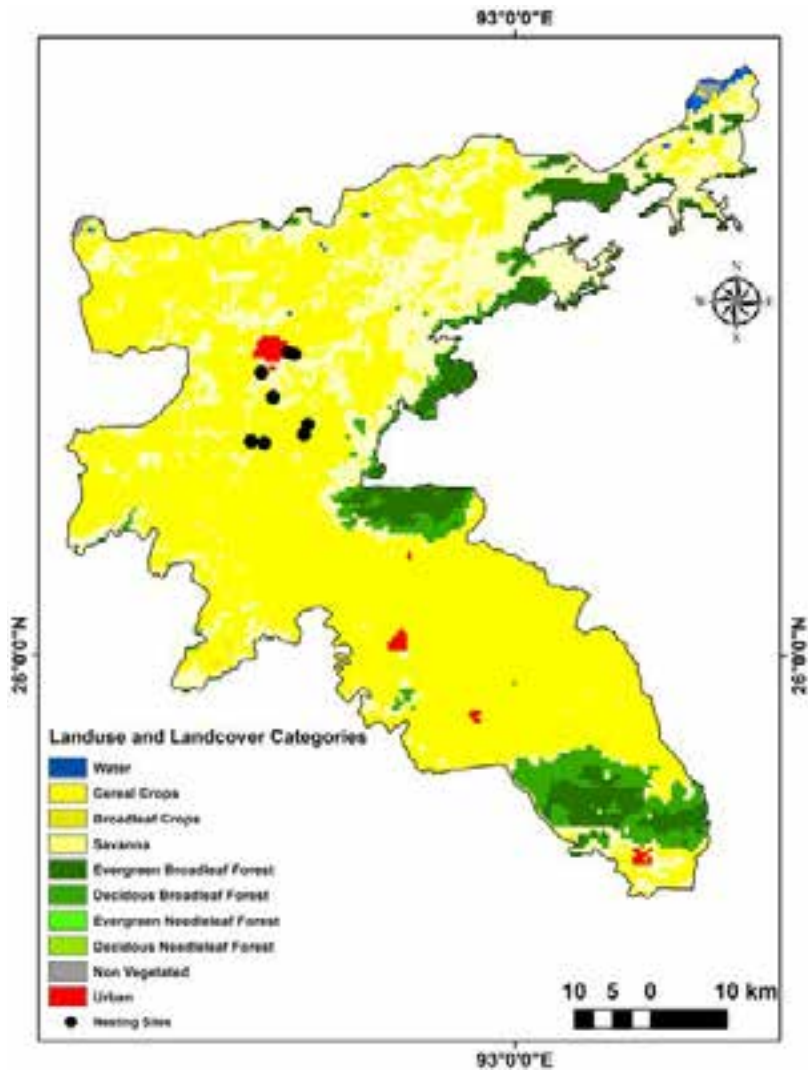 93°0'0"E
N
W E
S
26°0'0"N
26°0'0"N
Landuse and Landcover Categories
Water
Cereal Crops
Broadleaf Crops
Savanna
Evergreen Broadleaf Forest
Decidous Broadleaf Forest
Evergreen Needleleaf Forest
Decidous Needleleaf Forest
Non Vegetated
Urban
Nesting Sites
10 5 0 10 km
93°0'0"E